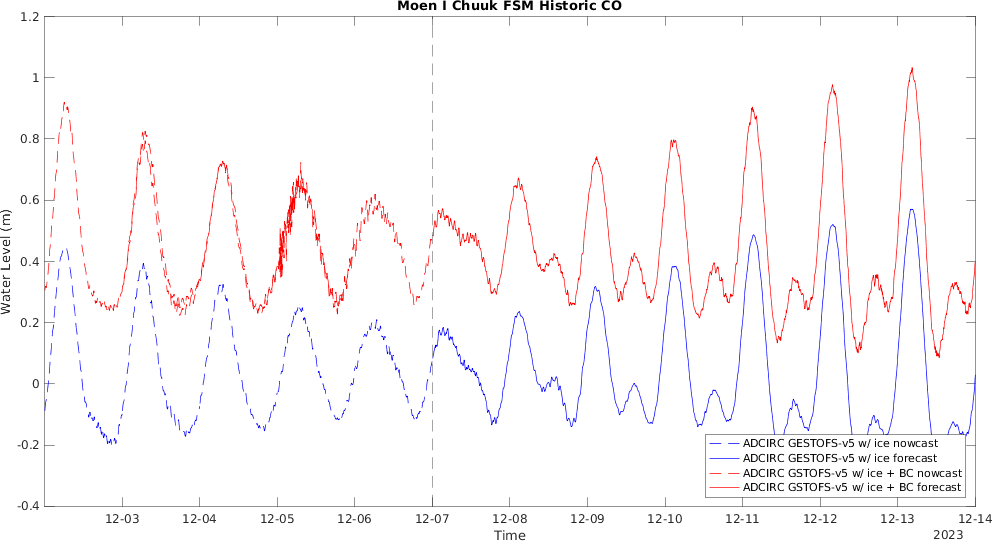 Moen I Chuuk FSM Historic CO
1.2
1
0.8
0.6
0.4
0.2
0
-0.2
-0.4
Water Level (m)
ADCIRC GESTOFS-v5 w/ ice nowcast
ADCIRC GESTOFS-v5 w/ ice forecast
ADCIRC GSTOFS-v5 w/ ice + BC nowcast
ADCIRC GSTOFS-v5 w/ ice + BC forecast
12-03 12-04 12-05 12-06 12-07 12-08 12-09 12-10 12-11 12-12 12-13 12-14
Time
2023